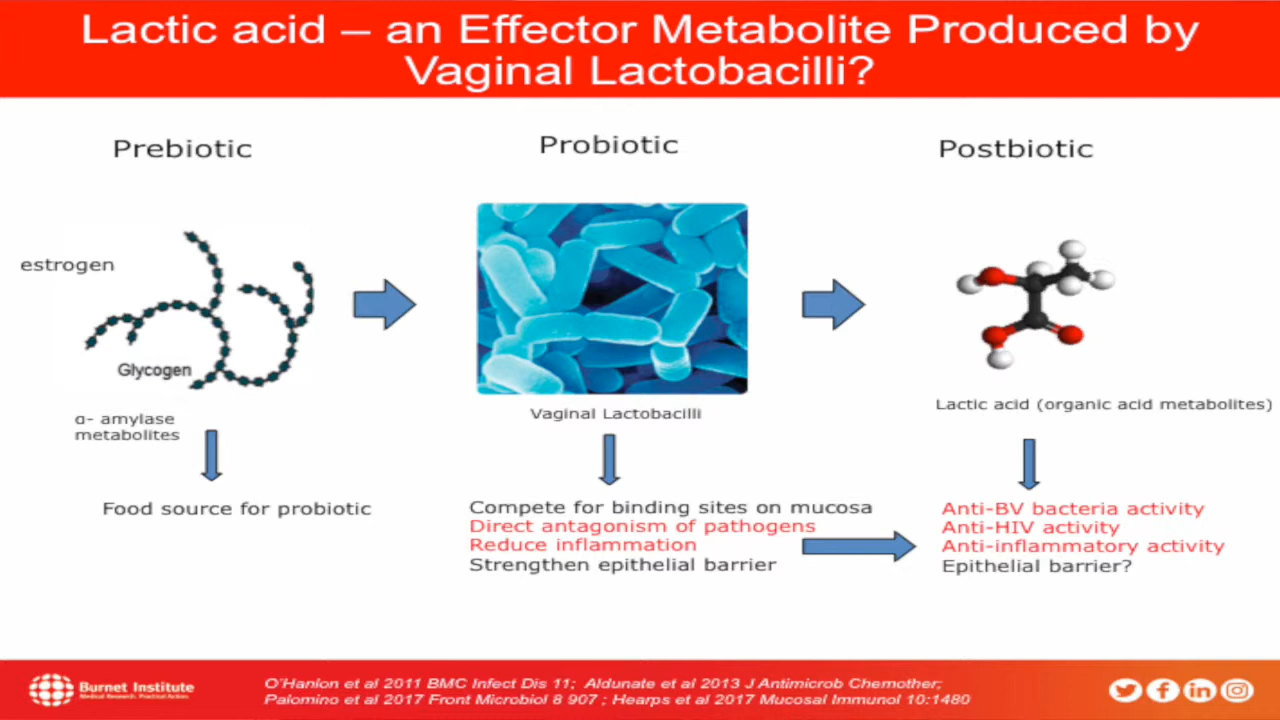 Lactic acid – an Effector Metabolite Produced by
Vaginal Lactobacilli?
Prebiotic
Probiotic
Postbiotic
estrogen
Glycogen
α- amylase
metabolites
Vaginal Lactobacilli
Lactic acid (organic acid metabolites)
Food source for probiotic
Compete for binding sites on mucosa
Direct antagonism of pathogens
Reduce inflammation
Strengthen epithelial barrier
Anti-BV bacteria activity
Anti-HIV activity
Anti-inflammatory activity
Epithelial barrier?
Burnet Institute
Medical Research. Practical Action.
O'Hanlon et al 2011 BMC Infect Dis 11; Aldunate et al 2013 J Antimicrob Chemother;
Palomino et al 2017 Front Microbiol 8 907 ; Hearps et al 2017 Mucosal Immunol 10:1480